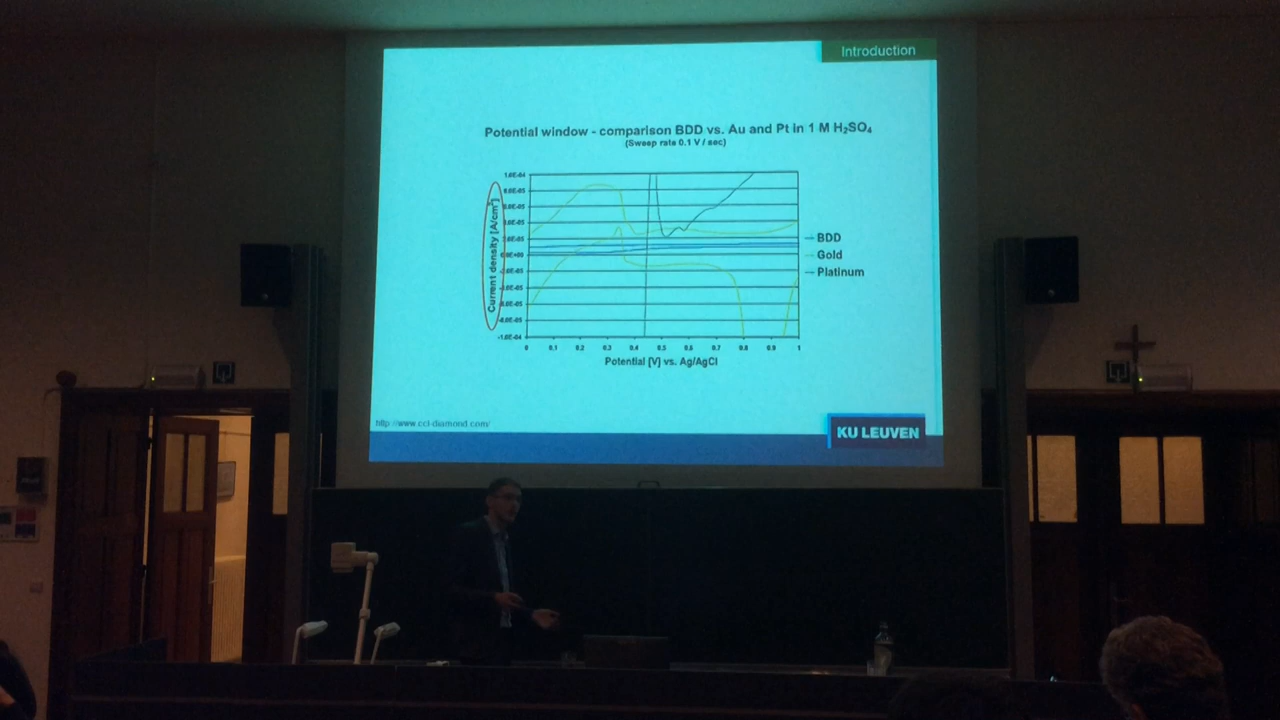 Introduction
Potential window - comparison BDD vs. Au and Pt in 1 M H₂SO₄
(Sweep rate 0.1 V / sec)
Current density [A/cm²]
1.0E-04
8.0E-05
6.0E-05
4.0E-05
2.0E-05
0.0E+00
-2.0E-05
-4.0E-05
-6.0E-05
-8.0E-05
-1.0E-04
0 0.1 0.2 0.3 0.4 0.5 0.6 0.7 0.8 0.9 1
Potential [V] vs. Ag/AgCl
BDD
Gold
Platinum
http://www.cci-diamond.com/
KU LEUVEN